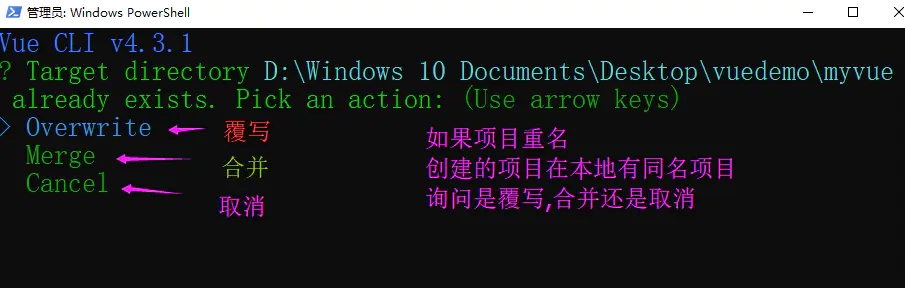 管理员: Windows PowerShell
Vue CLI v4.3.1
? Target directory D:\Windows 10 Documents\Desktop\vuedemo\myvue
already exists. Pick an action: (Use arrow keys)
> Overwrite 覆写
Merge 合并
Cancel 取消
如果项目重名
创建的项目在本地有同名项目
询问是覆写,合并还是取消